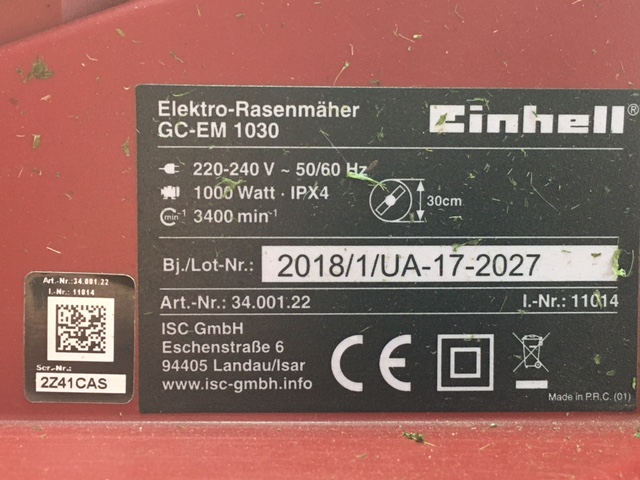 Elektro-Rasenmäher
GC-EM 1030
Einhell®
220-240 V ~ 50/60 Hz
1000 Watt · IPX4
min⁻¹ 3400 min⁻¹
30cm
Bj./Lot-Nr.: 2018/1/UA-17-2027
Art.-Nr.: 34.001.22 I.-Nr.: 11014
ISC GmbH
Eschenstraße 6
94405 Landau/Isar
www.isc-gmbh.info
CE
Made in P.R.C. (01)
Art.-Nr.:34.001.22
I.-Nr.: 11014
Ser.-Nr.:
2Z41CAS